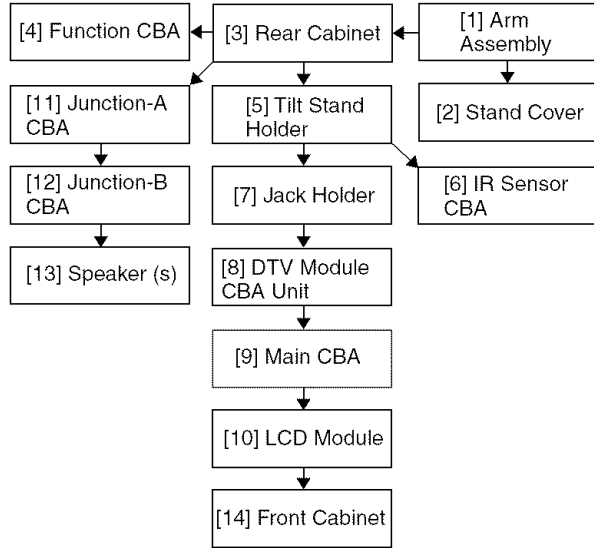 [4] Function CBA
[3] Rear Cabinet
[1] Arm
Assembly
[11] Junction-A
CBA
[5] Tilt Stand
Holder
[2] Stand Cover
[12] Junction-B
CBA
[7] Jack Holder
[6] IR Sensor
CBA
[13] Speaker (s)
[8] DTV Module
CBA Unit
[9] Main CBA
[10] LCD Module
[14] Front Cabinet